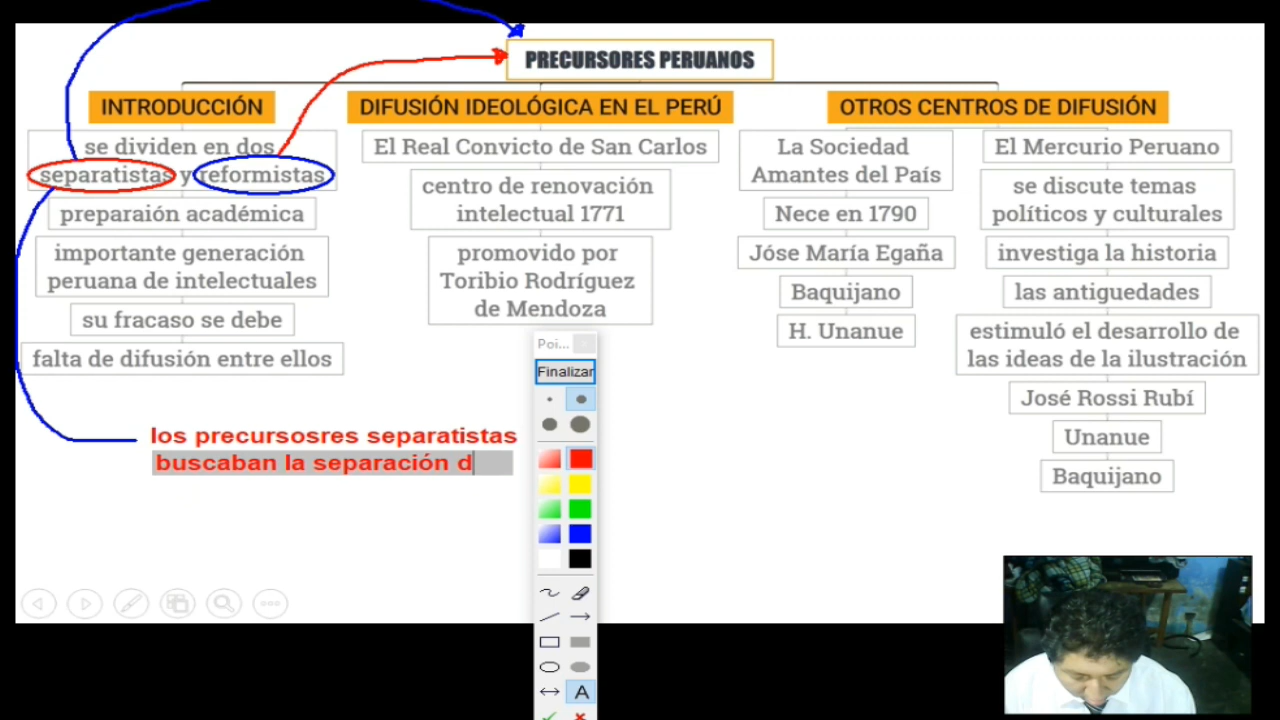 PRECURSORES PERUANOS
INTRODUCCIÓN
se dividen en dos
separatistas y reformistas
preparaión académica
importante generación
peruana de intelectuales
su fracaso se debe
falta de difusión entre ellos
DIFUSIÓN IDEOLÓGICA EN EL PERÚ
El Real Convicto de San Carlos
centro de renovación
intelectual 1771
promovido por
Toribio Rodríguez
de Mendoza
OTROS CENTROS DE DIFUSIÓN
La Sociedad
Amantes del País
Nece en 1790
Jóse María Egaña
Baquijano
H. Unanue
El Mercurio Peruano
se discute temas
políticos y culturales
investiga la historia
las antiguedades
estimuló el desarrollo de
las ideas de la ilustración
José Rossi Rubí
Unanue
Baquijano
los precursosres separatistas
buscaban la separación d
Poi...
Finalizar
A